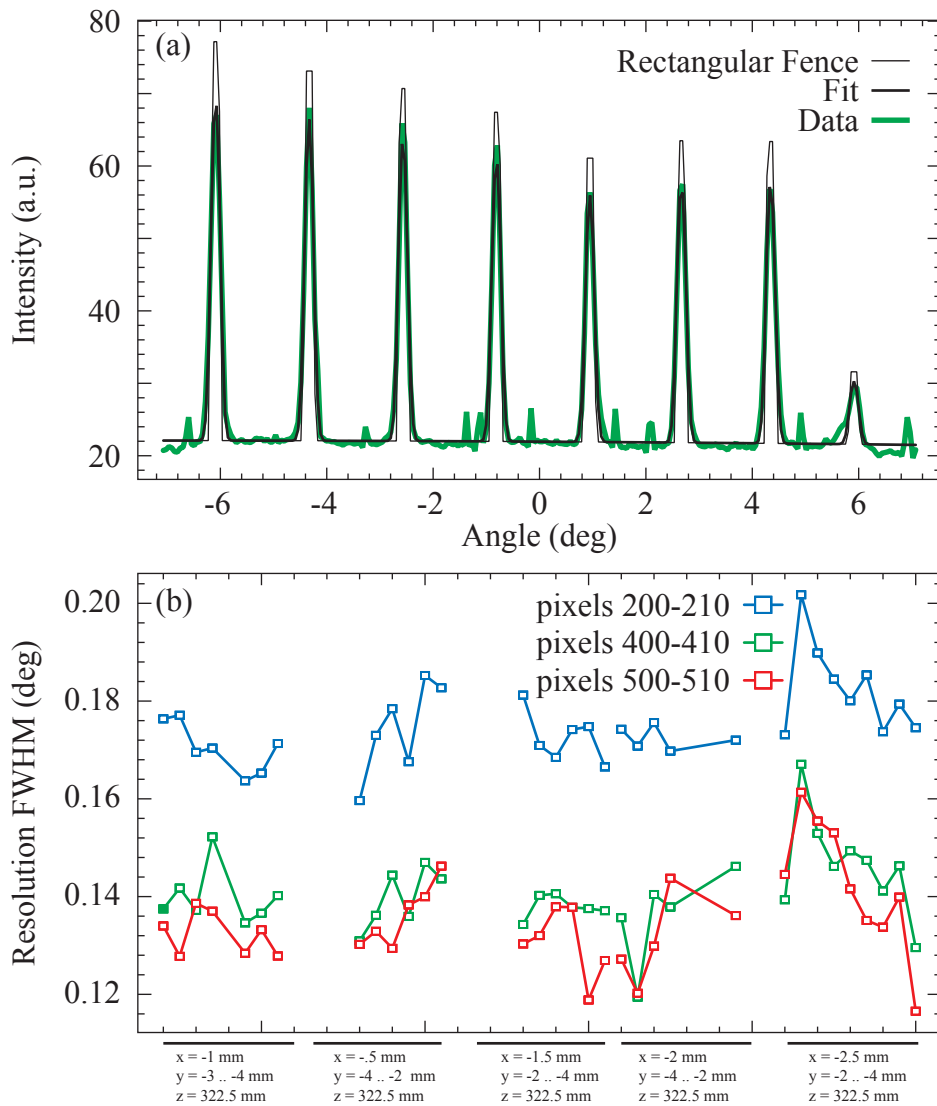 80
(a)
Rectangular Fence
Fit
Data
60
40
20
Intensity (a.u.)
-6 -4 -2 0 2 4 6
Angle (deg)
(b)
pixels 200-210
pixels 400-410
pixels 500-510
0.20
0.18
0.16
0.14
0.12
Resolution FWHM (deg)
x = -1 mm
y = -3 .. -4 mm
z = 322.5 mm
x = -.5 mm
y = -4 .. -2 mm
z = 322.5 mm
x = -1.5 mm
y = -2 .. -4 mm
z = 322.5 mm
x = -2 mm
y = -4 .. -2 mm
z = 322.5 mm
x = -2.5 mm
y = -2 .. -4 mm
z = 322.5 mm